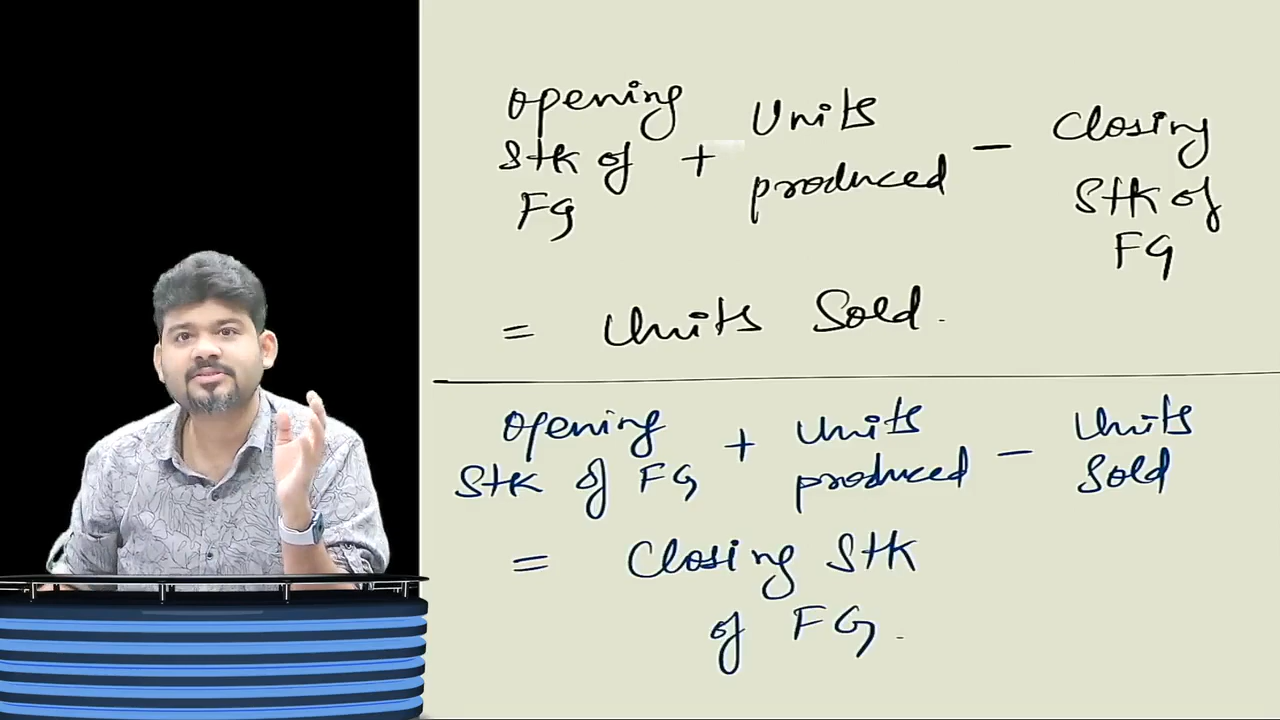 Opening Stk of FG + Units produced - Closing Stk of FG
= Units Sold.
Opening Stk of FG + Units produced - Units Sold
= Closing Stk of FG.